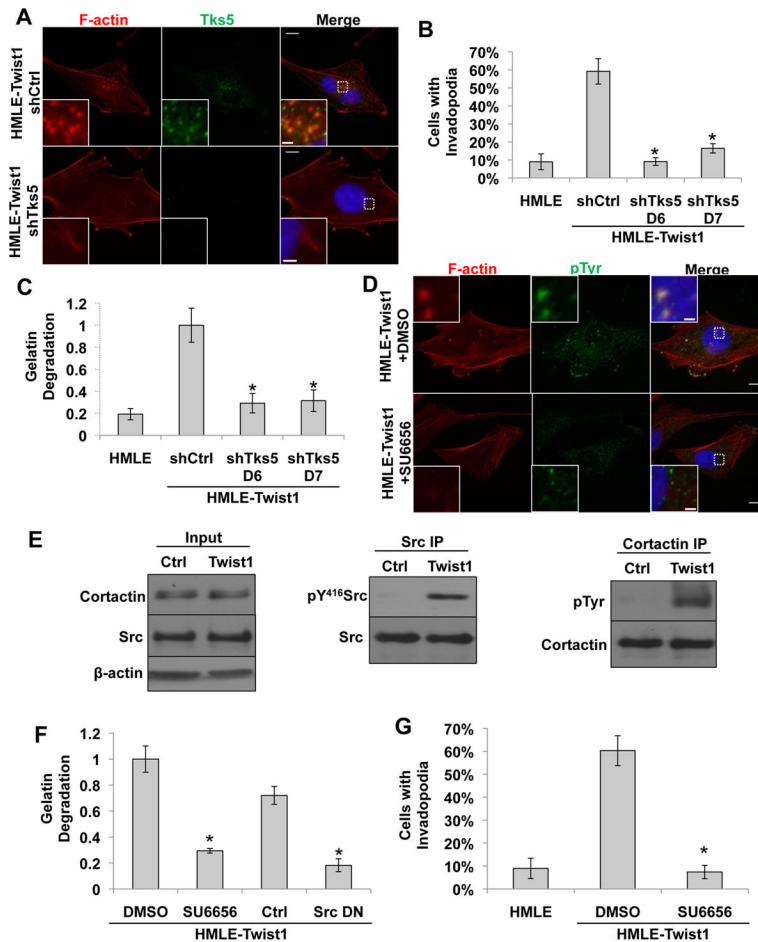 A
F-actin Tks5 Merge
HMLE-Twist1 shCtrl
HMLE-Twist1 shTks5
B
Cells with Invadopodia
70%
60%
50%
40%
30%
20%
10%
0%
* *
HMLE shCtrl shTks5 D6 shTks5 D7
HMLE-Twist1
C
Gelatin Degradation
1.2
1
0.8
0.6
0.4
0.2
0
* *
HMLE shCtrl shTks5 D6 shTks5 D7
HMLE-Twist1
D
F-actin pTyr Merge
HMLE-Twist1 +DMSO
HMLE-Twist1 +SU6656
E
Input
Ctrl Twist1
Cortactin
Src
β-actin
Src IP
Ctrl Twist1
pY416Src
Src
Cortactin IP
Ctrl Twist1
pTyr
Cortactin
F
Gelatin Degradation
1.2
1
0.8
0.6
0.4
0.2
0
* *
DMSO SU6656 Ctrl Src DN
HMLE-Twist1
G
Cells with Invadopodia
70%
60%
50%
40%
30%
20%
10%
0%
*
HMLE DMSO SU6656
HMLE-Twist1